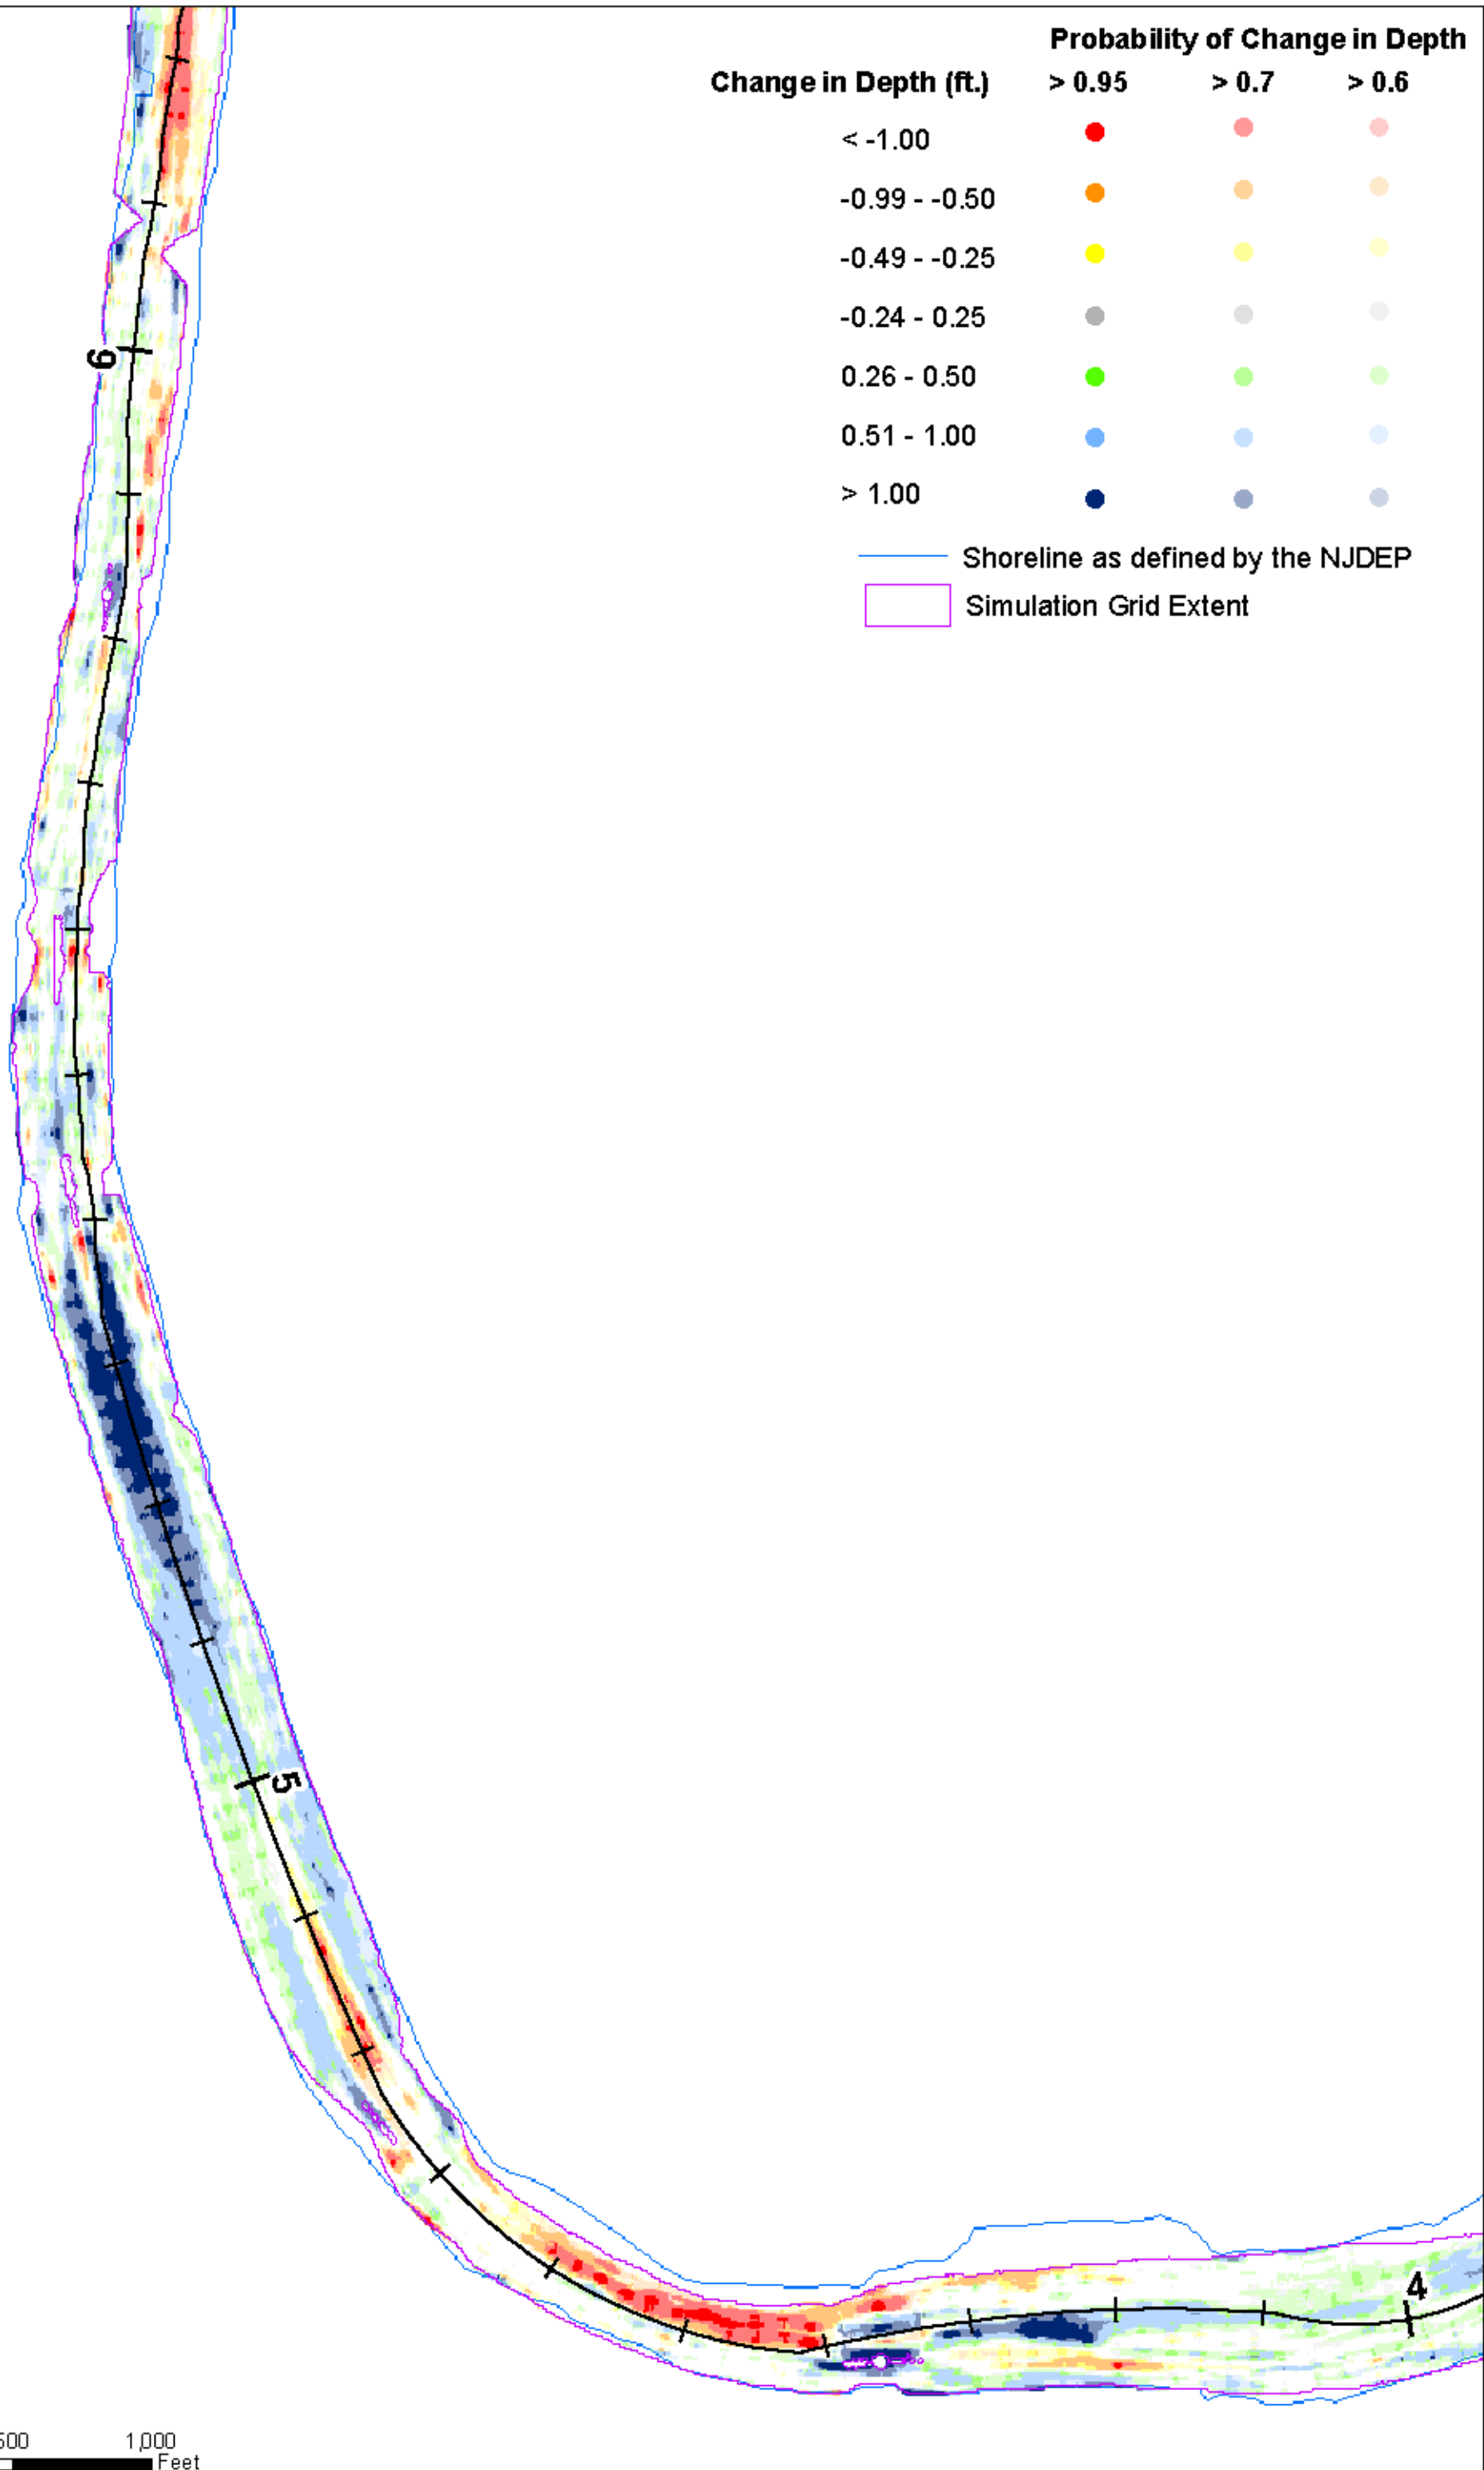 Probability of Change in Depth
Change in Depth (ft.) > 0.95 > 0.7 > 0.6
< -1.00
-0.99 - -0.50
-0.49 - -0.25
-0.24 - 0.25
0.26 - 0.50
0.51 - 1.00
> 1.00
Shoreline as defined by the NJDEP
Simulation Grid Extent
6
5
4
1,000
Feet